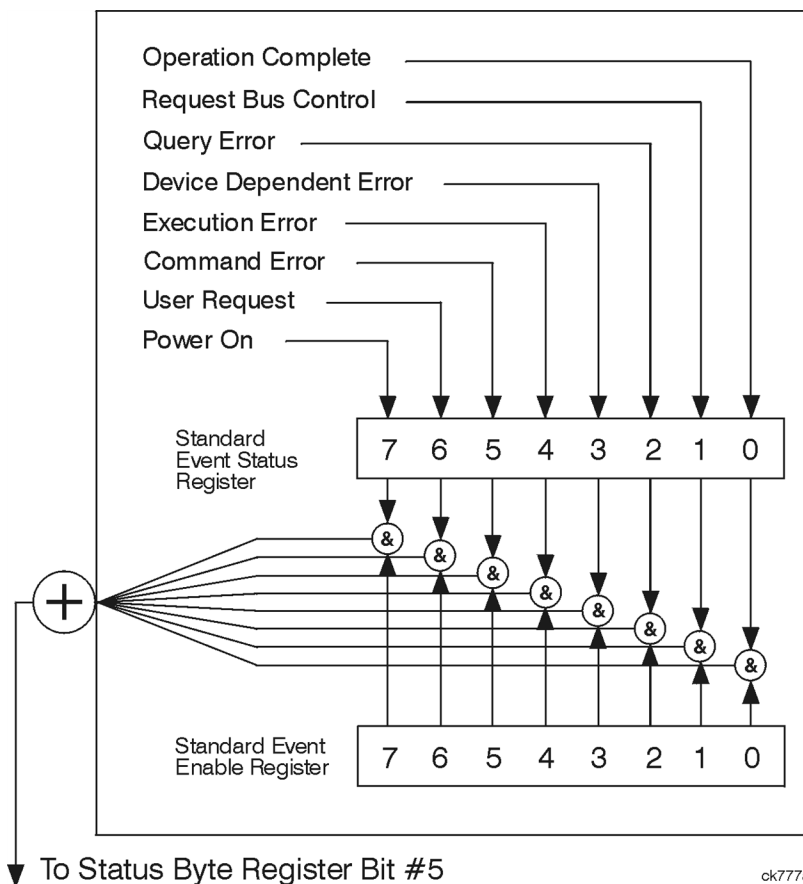 Operation Complete
Request Bus Control
Query Error
Device Dependent Error
Execution Error
Command Error
User Request
Power On
Standard
Event Status
Register
7 6 5 4 3 2 1 0
&
&
&
&
&
&
&
&
+
Standard Event
Enable Register
7 6 5 4 3 2 1 0
To Status Byte Register Bit #5